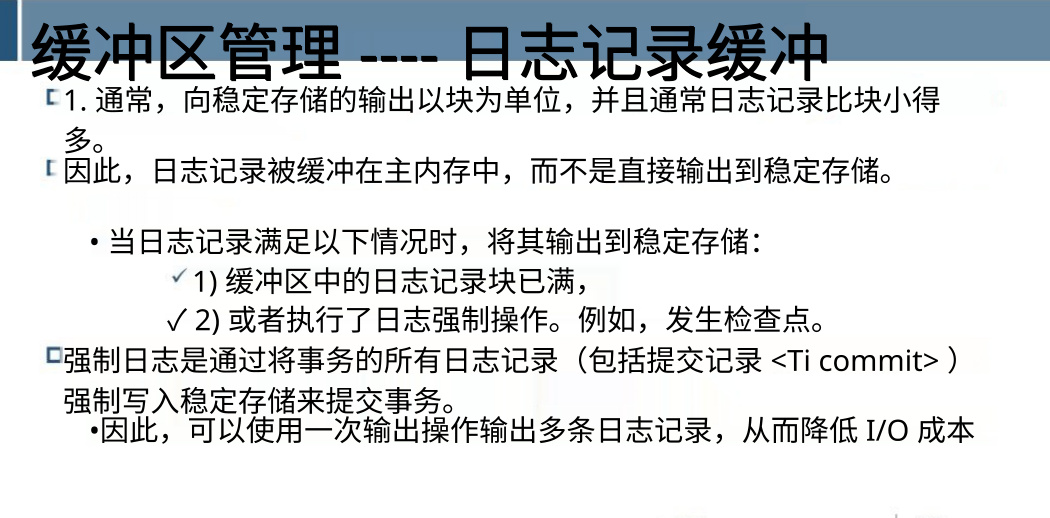 缓冲区管理 ---- 日志记录缓冲
1. 通常，向稳定存储的输出以块为单位，并且通常日志记录比块小得
多。
因此，日志记录被缓冲在主内存中，而不是直接输出到稳定存储。
• 当日志记录满足以下情况时，将其输出到稳定存储：
✓ 1) 缓冲区中的日志记录块已满，
✓ 2) 或者执行了日志强制操作。例如，发生检查点。
强制日志是通过将事务的所有日志记录（包括提交记录 <Ti commit> ）
强制写入稳定存储来提交事务。
•因此，可以使用一次输出操作输出多条日志记录，从而降低 I/O 成本